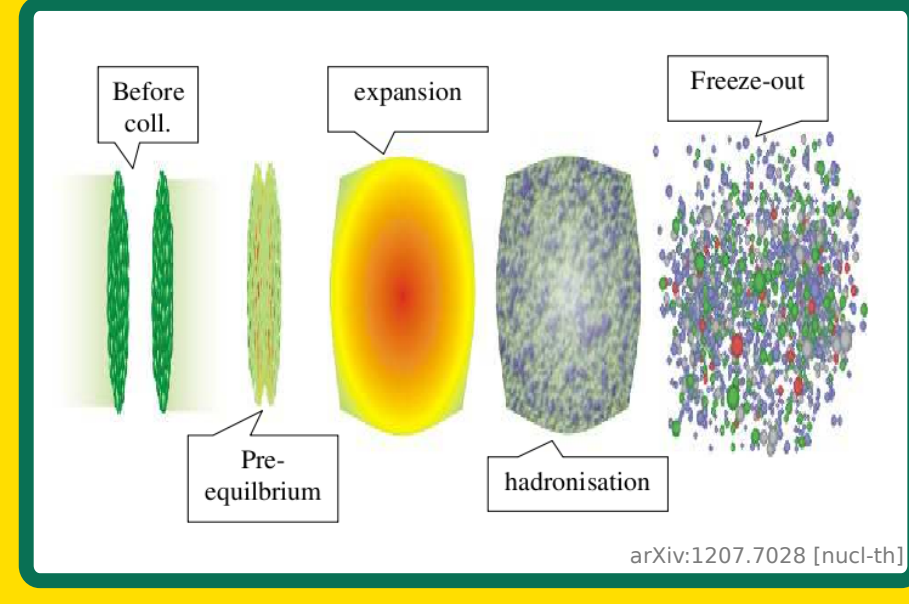 Before
coll.
expansion
Freeze-out
Pre-
equilbrium
hadronisation
arXiv:1207.7028 [nucl-th]